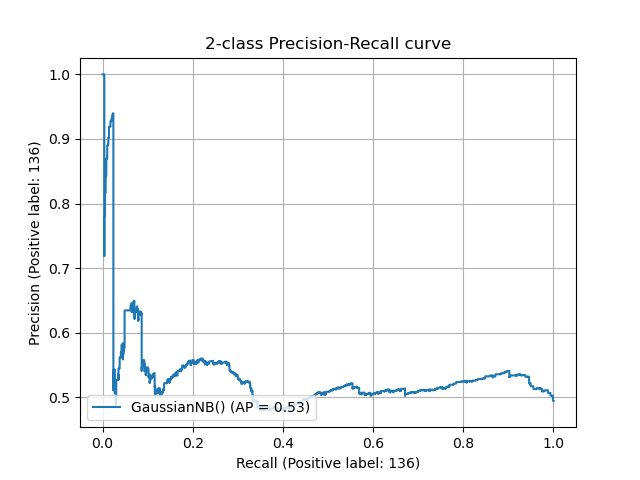 2-class Precision-Recall curve
1.0
0.9
0.8
0.7
0.6
0.5
Precision (Positive label: 136)
GaussianNB() (AP = 0.53)
0.0 0.2 0.4 0.6 0.8 1.0
Recall (Positive label: 136)